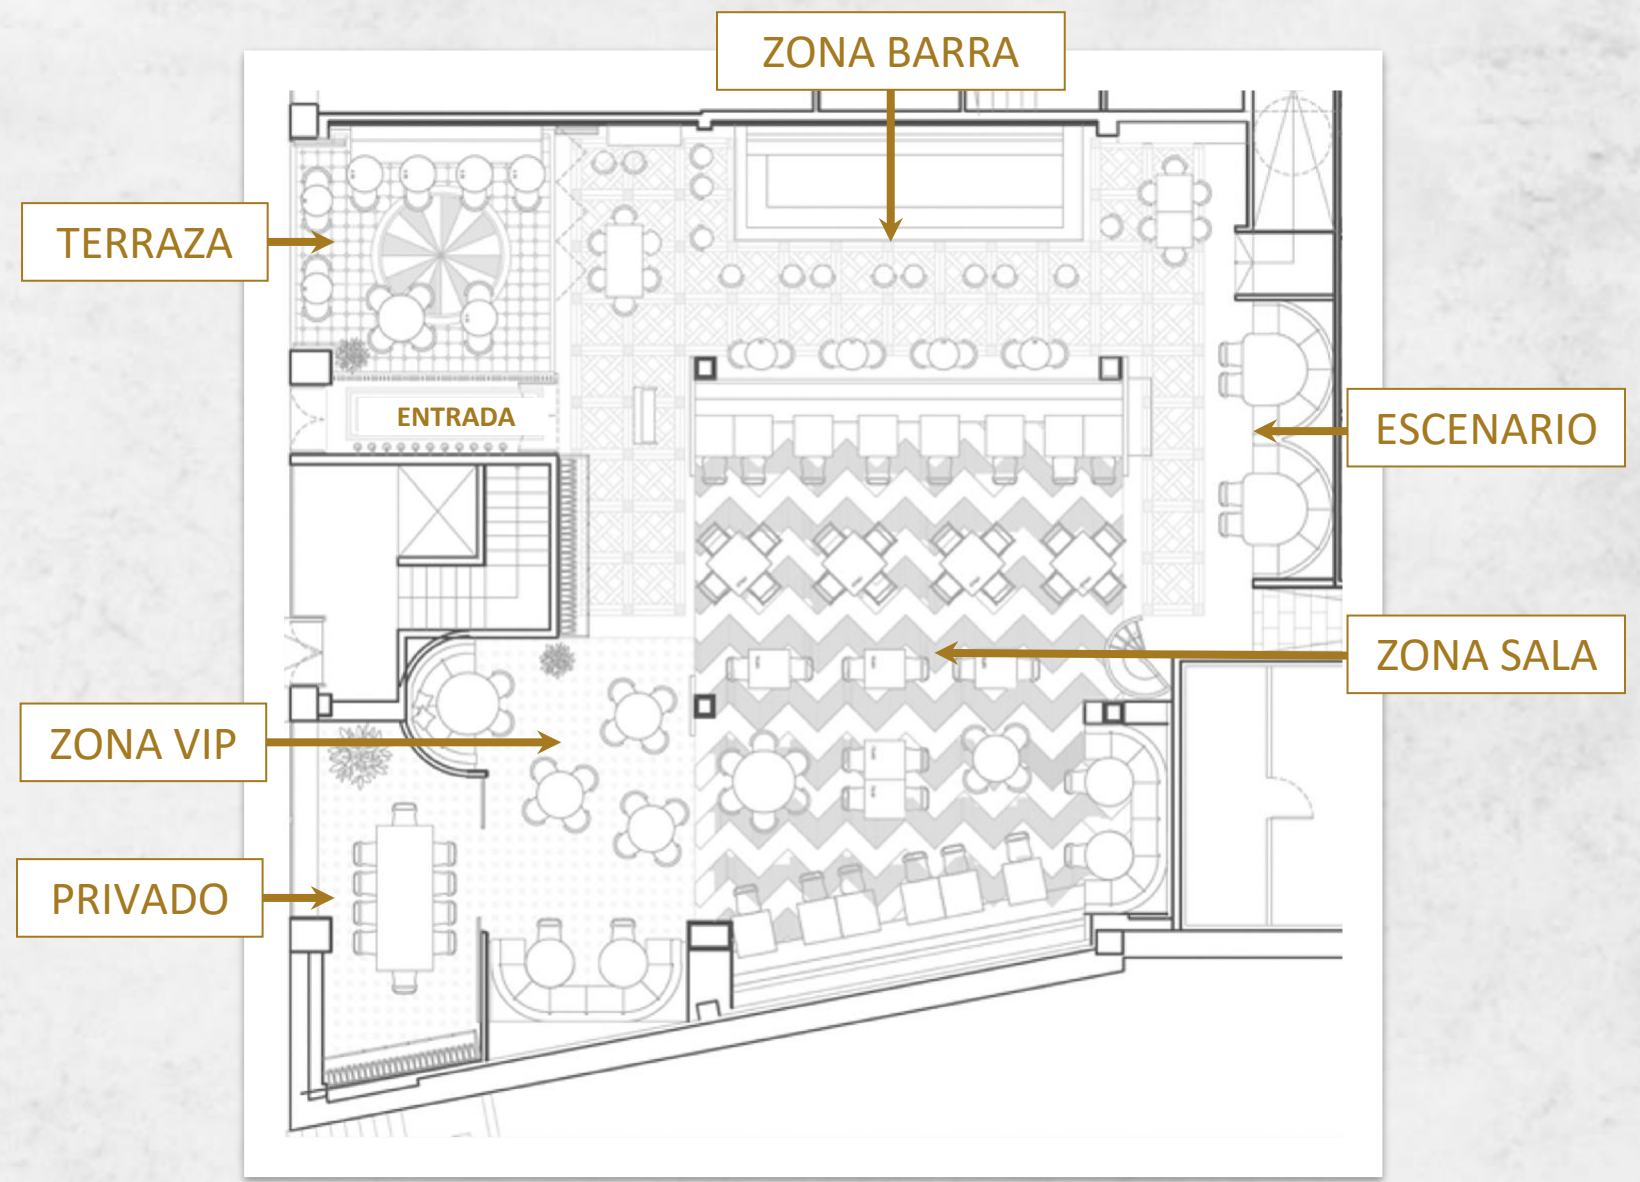 ZONA BARRA
TERRAZA
ENTRADA
ESCENARIO
ZONA SALA
ZONA VIP
PRIVADO